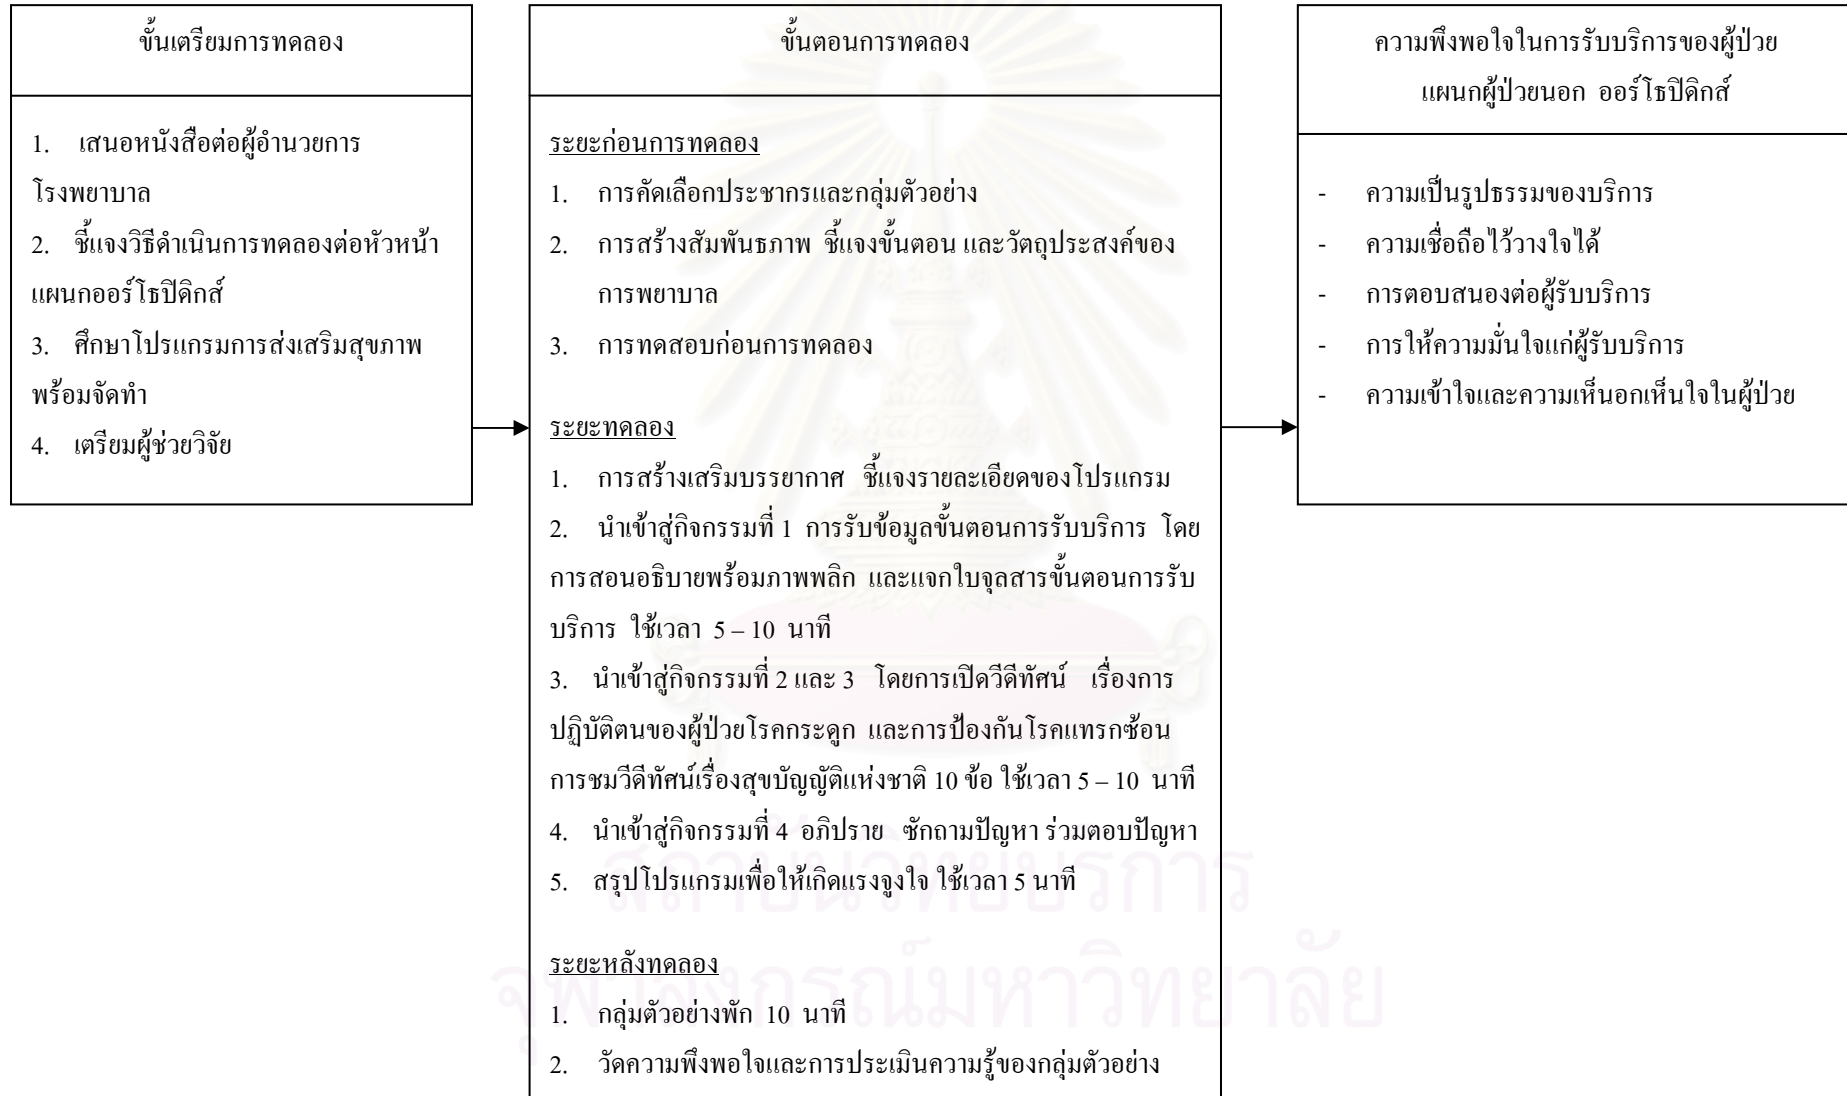 ขั้นเตรียมการทดลอง
1. เสนอหนังสือต่อผู้อำนวยการ
โรงพยาบาล
2. ชี้แจงวิธีดำเนินการทดลองต่อหัวหน้า
แผนกออร์โธปิดิกส์
3. ศึกษาโปรแกรมการส่งเสริมสุขภาพ
พร้อมจัดทำ
4. เตรียมผู้ช่วยวิจัย
ขั้นตอนการทดลอง
ระยะก่อนการทดลอง
1. การคัดเลือกประชากรและกลุ่มตัวอย่าง
2. การสร้างสัมพันธภาพ ชี้แจงขั้นตอน และวัตถุประสงค์ของ
การพยาบาล
3. การทดสอบก่อนการทดลอง
ระยะทดลอง
1. การสร้างเสริมบรรยากาศ ชี้แจงรายละเอียดของโปรแกรม
2. นำเข้าสู่กิจกรรมที่ 1 การรับข้อมูลขั้นตอนการรับบริการ โดย
การสอนอธิบายพร้อมภาพพลิก และแจกใบจุลสารขั้นตอนการรับ
บริการ ใช้เวลา 5 – 10 นาที
3. นำเข้าสู่กิจกรรมที่ 2 และ 3 โดยการเปิดวีดีทัศน์ เรื่องการ
ปฏิบัติตนของผู้ป่วยโรคกระดูก และการป้องกันโรคแทรกซ้อน
การชมวีดีทัศน์เรื่องสุขบัญญัติแห่งชาติ 10 ข้อ ใช้เวลา 5 – 10 นาที
4. นำเข้าสู่กิจกรรมที่ 4 อภิปราย ซักถามปัญหา ร่วมตอบปัญหา
5. สรุปโปรแกรมเพื่อให้เกิดแรงจูงใจ ใช้เวลา 5 นาที
ระยะหลังทดลอง
1. กลุ่มตัวอย่างพัก 10 นาที
2. วัดความพึงพอใจและการประเมินความรู้ของกลุ่มตัวอย่าง
ความพึงพอใจในการรับบริการของผู้ป่วย
แผนกผู้ป่วยนอก ออร์โธปิดิกส์
- ความเป็นรูปธรรมของบริการ
- ความเชื่อถือไว้วางใจได้
- การตอบสนองต่อผู้รับบริการ
- การให้ความมั่นใจแก่ผู้รับบริการ
- ความเข้าใจและความเห็นอกเห็นใจในผู้ป่วย
สถาบันวิทยบริการ
จุฬาลงกรณ์มหาวิทยาลัย